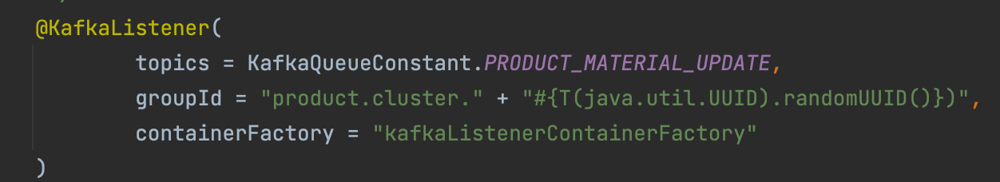 @KafkaListener(
topics = KafkaQueueConstant.PRODUCT_MATERIAL_UPDATE,
groupId = "product.cluster." + "#{T(java.util.UUID).randomUUID()})",
containerFactory = "kafkaListenerContainerFactory"
)